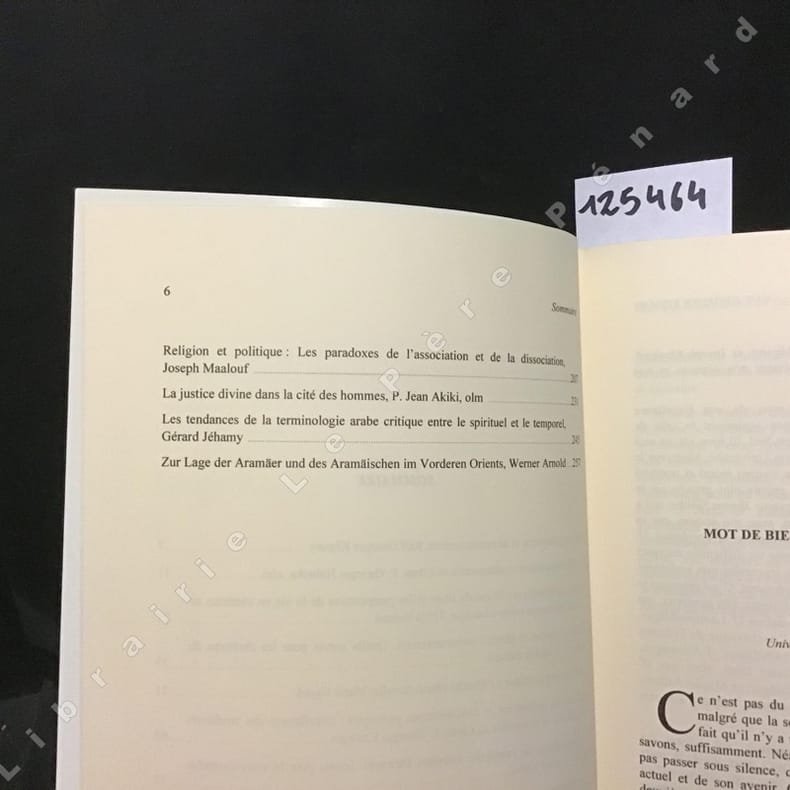 125464
6
Sommaire
Religion et politique : Les paradoxes de l'association et de la dissociation,
Joseph Maalouf
207
La justice divine dans la cité des hommes, P. Jean Akiki, olm
231
Les tendances de la terminologie arabe critique entre le spirituel et le temporel,
Gérard Jéhamy
245
Zur Lage der Aramäer und des Aramäischen im Vorderen Orients, Werner Arnold
257
MOT DE BIE
Univ
Ce n'est pas du
malgré que la s
fait qu'il n'y a
savons, suffisamment. Né
pas passer sous silence,
actuel et de son avenir.
Librairie Le Père Pénard